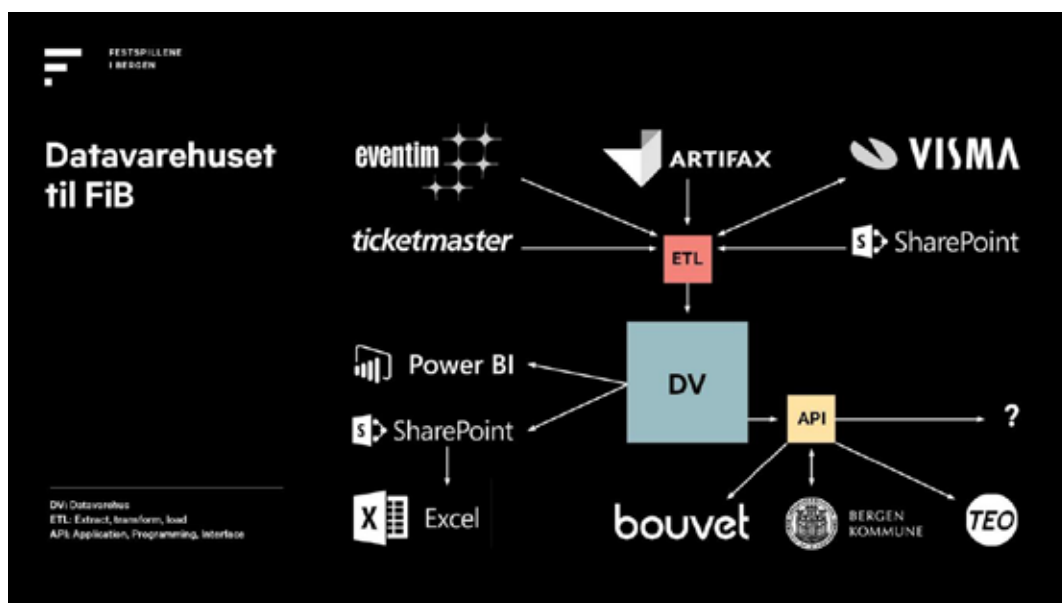 FESTSPILLENE
I BERGEN
Datavarehuset
til FiB
eventim
ARTIFAX
VISMA
ticketmaster
S
SharePoint
ETL
Power BI
DV
S
SharePoint
API
?
X
Excel
bouvet
BERGEN
KOMMUNE
TEO
DV: Datavarehus
ETL: Extract, transform, load
API: Application, Programming, Interface